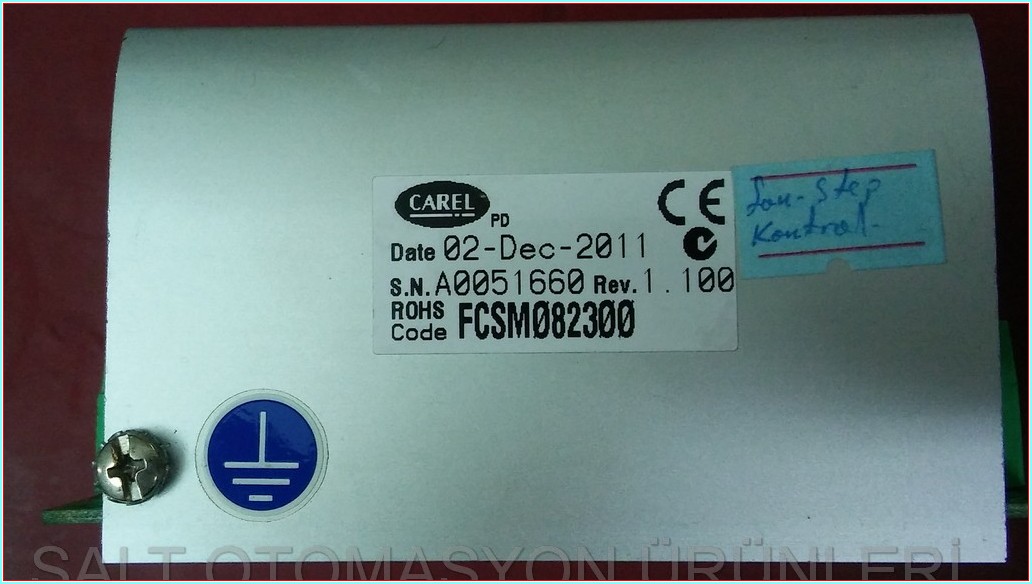 CAREL
PD
CE
Date 02-Dec-2011
S.N. A0051660 Rev. 1.100
ROHS
Code FCSM082300
Step
Kontrol-
SALT OTOMASYON ÜRÜNLERİ